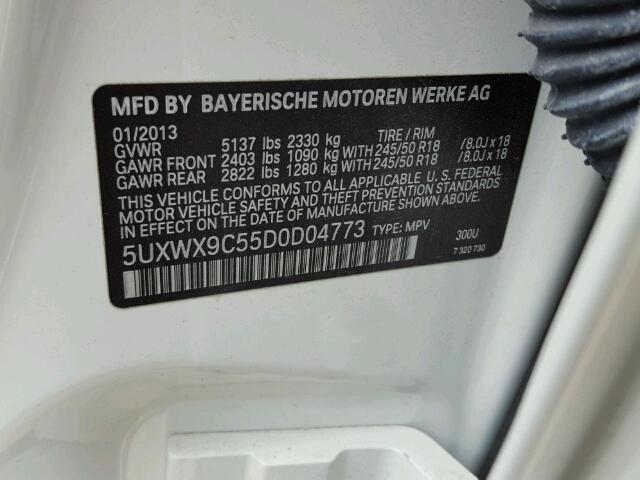 MFD BY BAYERISCHE MOTOREN WERKE AG
01/2013 TIRE / RIM
GVWR 5137 lbs 2330 kg
GAWR FRONT 2403 lbs 1090 kg WITH 245/50 R18 /8.0J x 18
GAWR REAR 2822 lbs 1280 kg WITH 245/50 R18 /8.0J x 18
THIS VEHICLE CONFORMS TO ALL APPLICABLE U. S. FEDERAL
MOTOR VEHICLE SAFETY AND THEFT PREVENTION STANDARDS
IN EFFECT ON THE DATE OF MANUFACTURE SHOWN ABOVE.
5UXWX9C55D0D04773 TYPE: MPV 300U
7 320 730